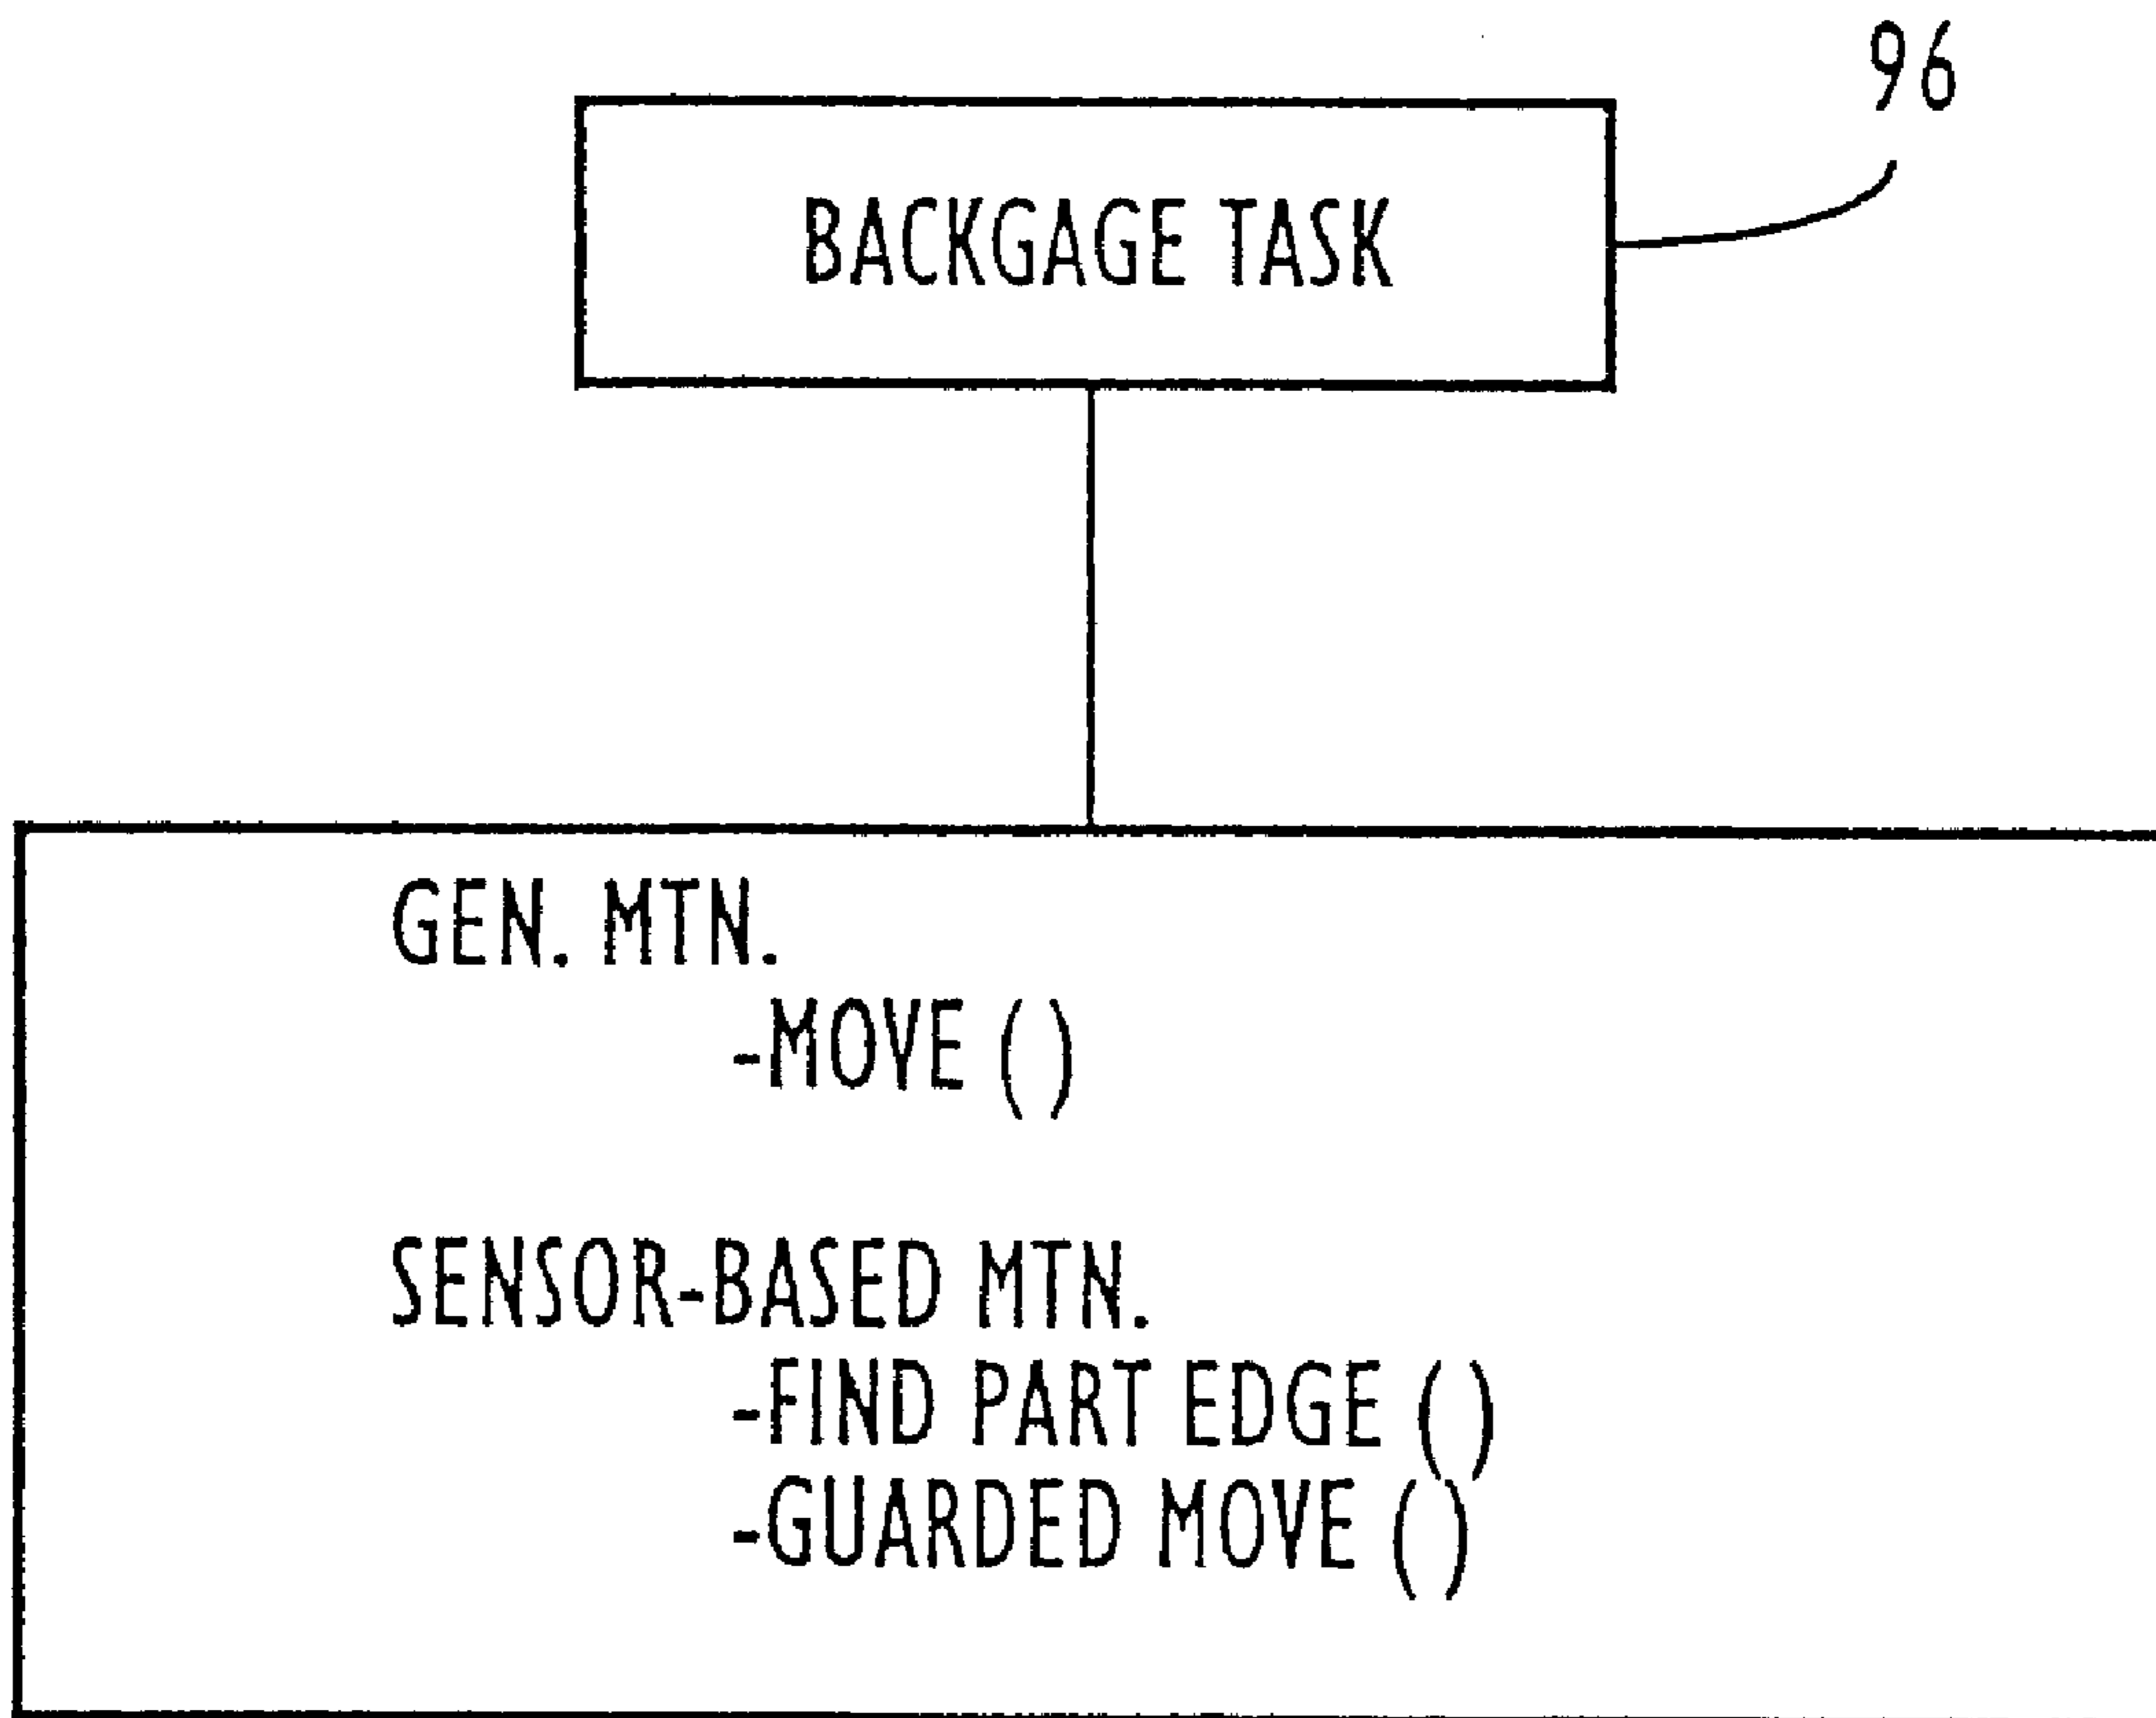 96
BACKGAGE TASK
GEN. MTN.
-MOVE ( )
SENSOR-BASED MTN.
-FIND PART EDGE ( )
-GUARDED MOVE ( )